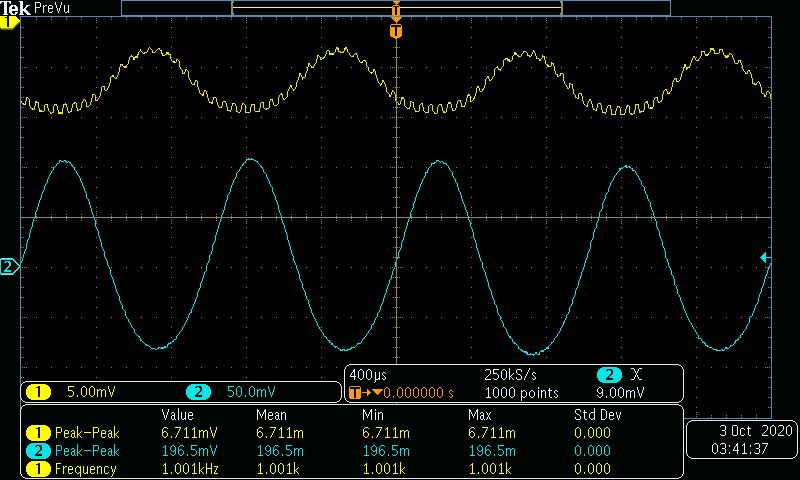 Tek PreVu
T
1
T
2
400µs 250kS/s 2 X
1 5.00mV 2 50.0mV T→▼0.000000 s 1000 points 9.00mV
Value Mean Min Max Std Dev
1 Peak–Peak 6.711mV 6.711m 6.711m 6.711m 0.000
2 Peak–Peak 196.5mV 196.5m 196.5m 196.5m 0.000
1 Frequency 1.001kHz 1.001k 1.001k 1.001k 0.000
3 Oct 2020
03:41:37